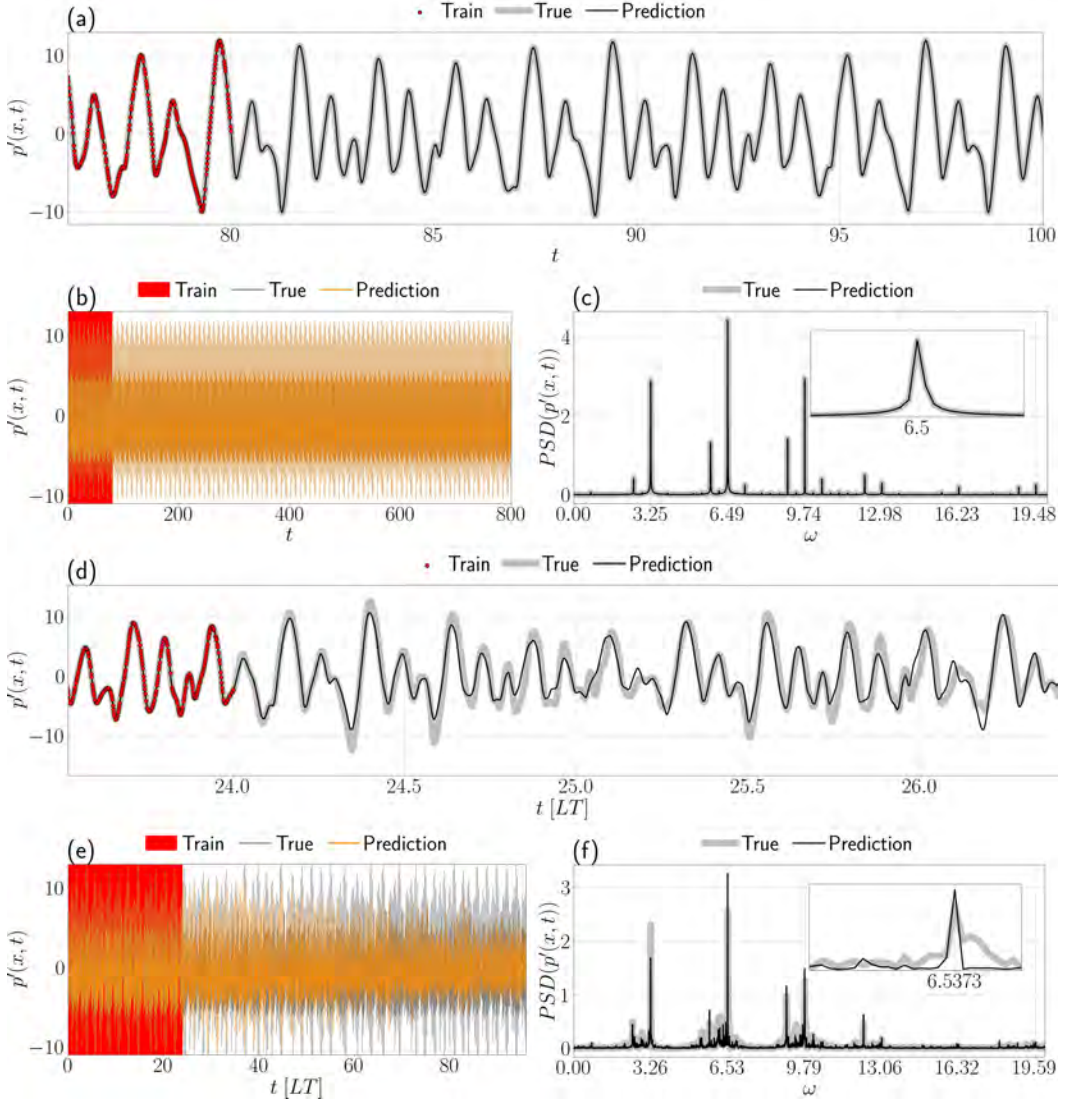 (a) Train True Prediction
10
0
−10
p′(x, t)
80 85 90 95 100
t
(b) Train True Prediction
10
0
−10
p′(x, t)
0 200 400 600 800
t
(c) True Prediction
4
2
0
PSD(p′(x, t))
6.5
0.00 3.25 6.49 9.74 12.98 16.23 19.48
ω
(d) Train True Prediction
10
0
−10
p′(x, t)
24.0 24.5 25.0 25.5 26.0
t [LT]
(e) Train True Prediction
10
0
−10
p′(x, t)
0 20 40 60 80
t [LT]
(f) True Prediction
3
2
1
0
PSD(p′(x, t))
6.5373
0.00 3.26 6.53 9.79 13.06 16.32 19.59
ω